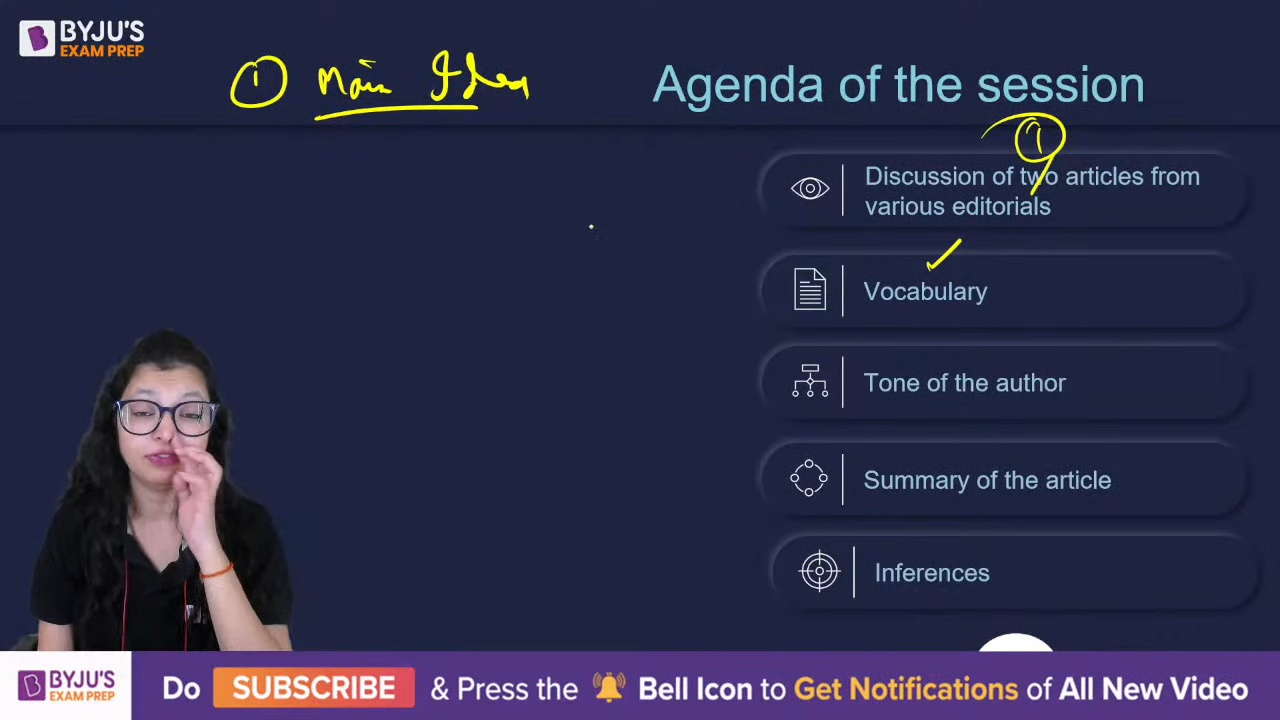 BYJU'S
EXAM PREP
① Main Idea
Agenda of the session
①
Discussion of two articles from
various editorials
Vocabulary
Tone of the author
Summary of the article
Inferences
BYJU'S
EXAM PREP
Do SUBSCRIBE & Press the Bell Icon to Get Notifications of All New Video